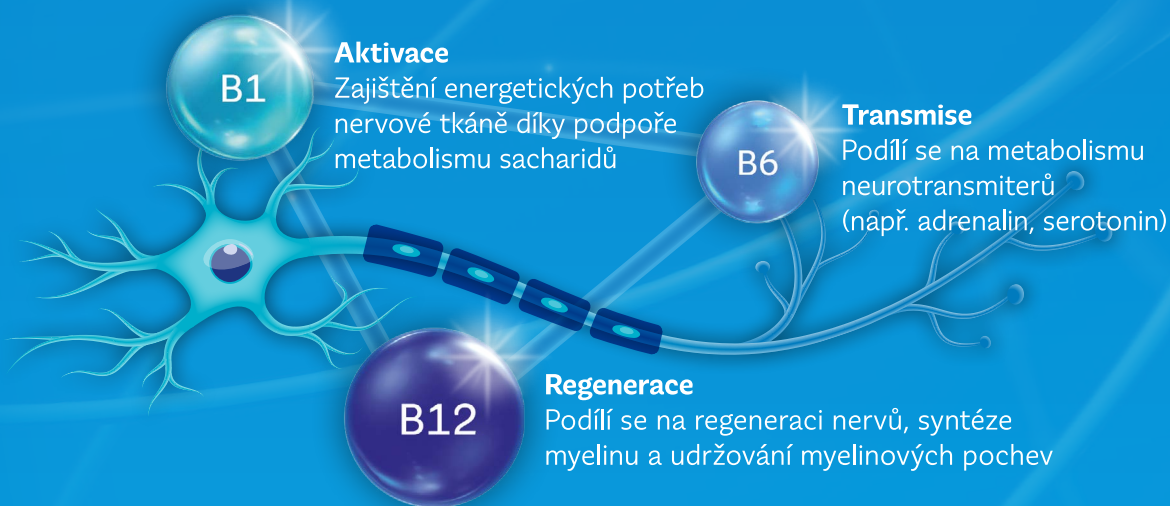 B1
Aktivace
Zajištění energetických potřeb
nervové tkáně díky podpoře
metabolismu sacharidů
B6
Transmise
Podílí se na metabolismu
neurotransmiterů
(např. adrenalin, serotonin)
B12
Regenerace
Podílí se na regeneraci nervů, syntéze
myelinu a udržování myelinových pochev